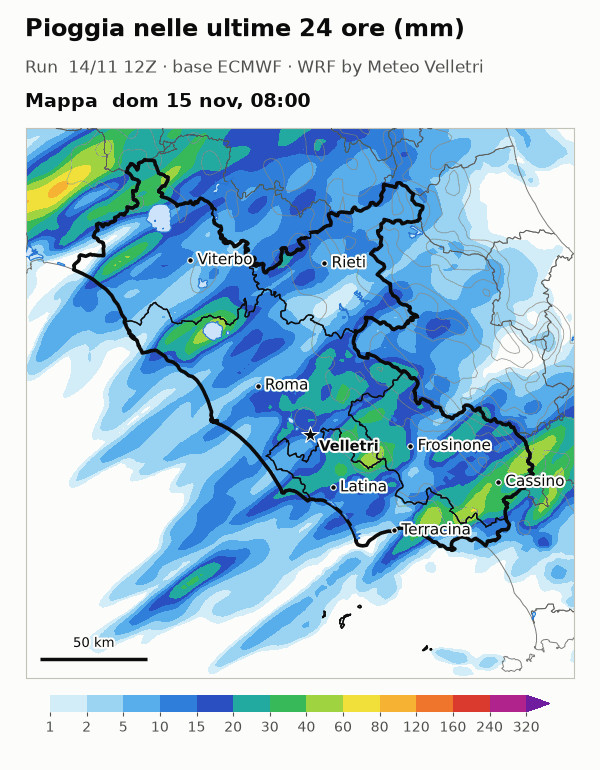 Pioggia nelle ultime 24 ore (mm)
Run  14/11 12Z · base ECMWF · WRF by Meteo Velletri
Mappa  dom 15 nov, 08:00
Viterbo
Rieti
Roma
Velletri
Frosinone
Latina
Cassino
Terracina
50 km
1 2 5 10 15 20 30 40 60 80 120 160 240 320